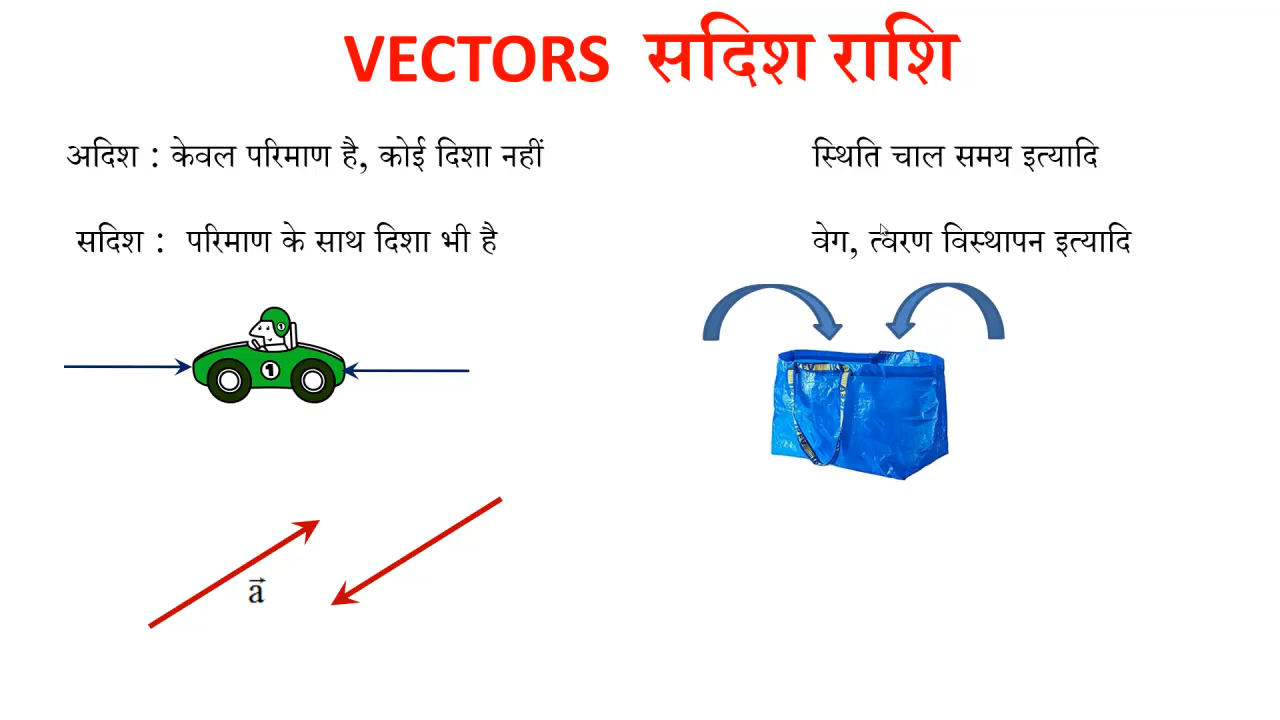 VECTORS सदिश राशि
अदिश : केवल परिमाण है, कोई दिशा नहीं
स्थिति चाल समय इत्यादि
सदिश : परिमाण के साथ दिशा भी है
वेग, त्वरण विस्थापन इत्यादि
1
1
a⃗